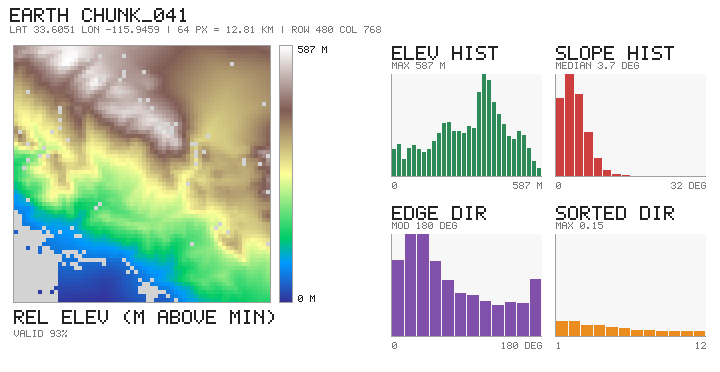 EARTH CHUNK_041
LAT 33.6051 LON -115.9459 | 64 PX = 12.81 KM | ROW 480 COL 768
587 M
0 M
REL ELEV (M ABOVE MIN)
VALID 93%
ELEV HIST
MAX 587 M
0 587 M
SLOPE HIST
MEDIAN 3.7 DEG
0 32 DEG
EDGE DIR
MOD 180 DEG
0 180 DEG
SORTED DIR
MAX 0.15
1 12